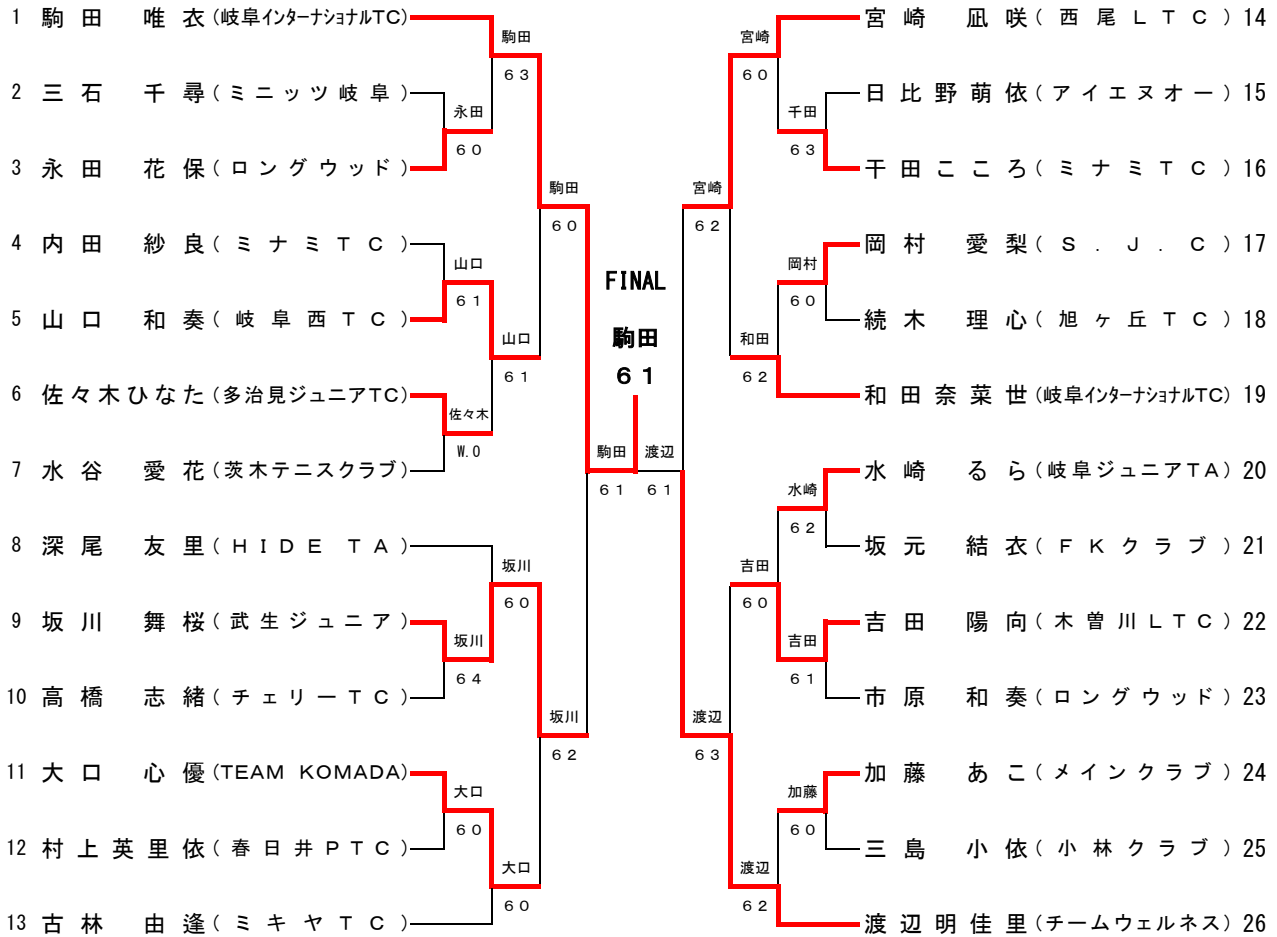 1 駒田 唯衣 (岐阜インターナショナルTC)
駒田
63
2 三石 千尋 (ミニッツ岐阜)
永田
60
3 永田 花保 (ロングウッド)
駒田
60
4 内田 紗良 (ミナミTC)
山口
61
5 山口 和奏 (岐阜西TC)
山口
61
6 佐々木ひなた (多治見ジュニアTC)
佐々木
W.0
7 水谷 愛花 (茨木テニスクラブ)
駒田
61
8 深尾 友里 (HIDE TA)
坂川
60
9 坂川 舞桜 (武生ジュニア)
坂川
64
10 高橋 志緒 (チェリーTC)
坂川
62
11 大口 心優 (TEAM KOMADA)
大口
60
12 村上英里依 (春日井PTC)
大口
60
13 古林 由逢 (ミキヤTC)
FINAL
駒田
61
宮崎 凪咲 (西尾LTC) 14
宮崎
60
日比野萌依 (アイエヌオー) 15
千田
63
干田こころ (ミナミTC) 16
宮崎
62
岡村 愛梨 (S.J.C) 17
岡村
60
続木 理心 (旭ヶ丘TC) 18
和田
62
和田奈菜世 (岐阜インターナショナルTC) 19
渡辺
61
水崎 るら (岐阜ジュニアTA) 20
水崎
62
坂元 結衣 (FKクラブ) 21
吉田
60
吉田 陽向 (木曽川LTC) 22
吉田
61
市原 和奏 (ロングウッド) 23
渡辺
63
加藤 あこ (メインクラブ) 24
加藤
60
三島 小依 (小林クラブ) 25
渡辺
62
渡辺明佳里 (チームウェルネス) 26